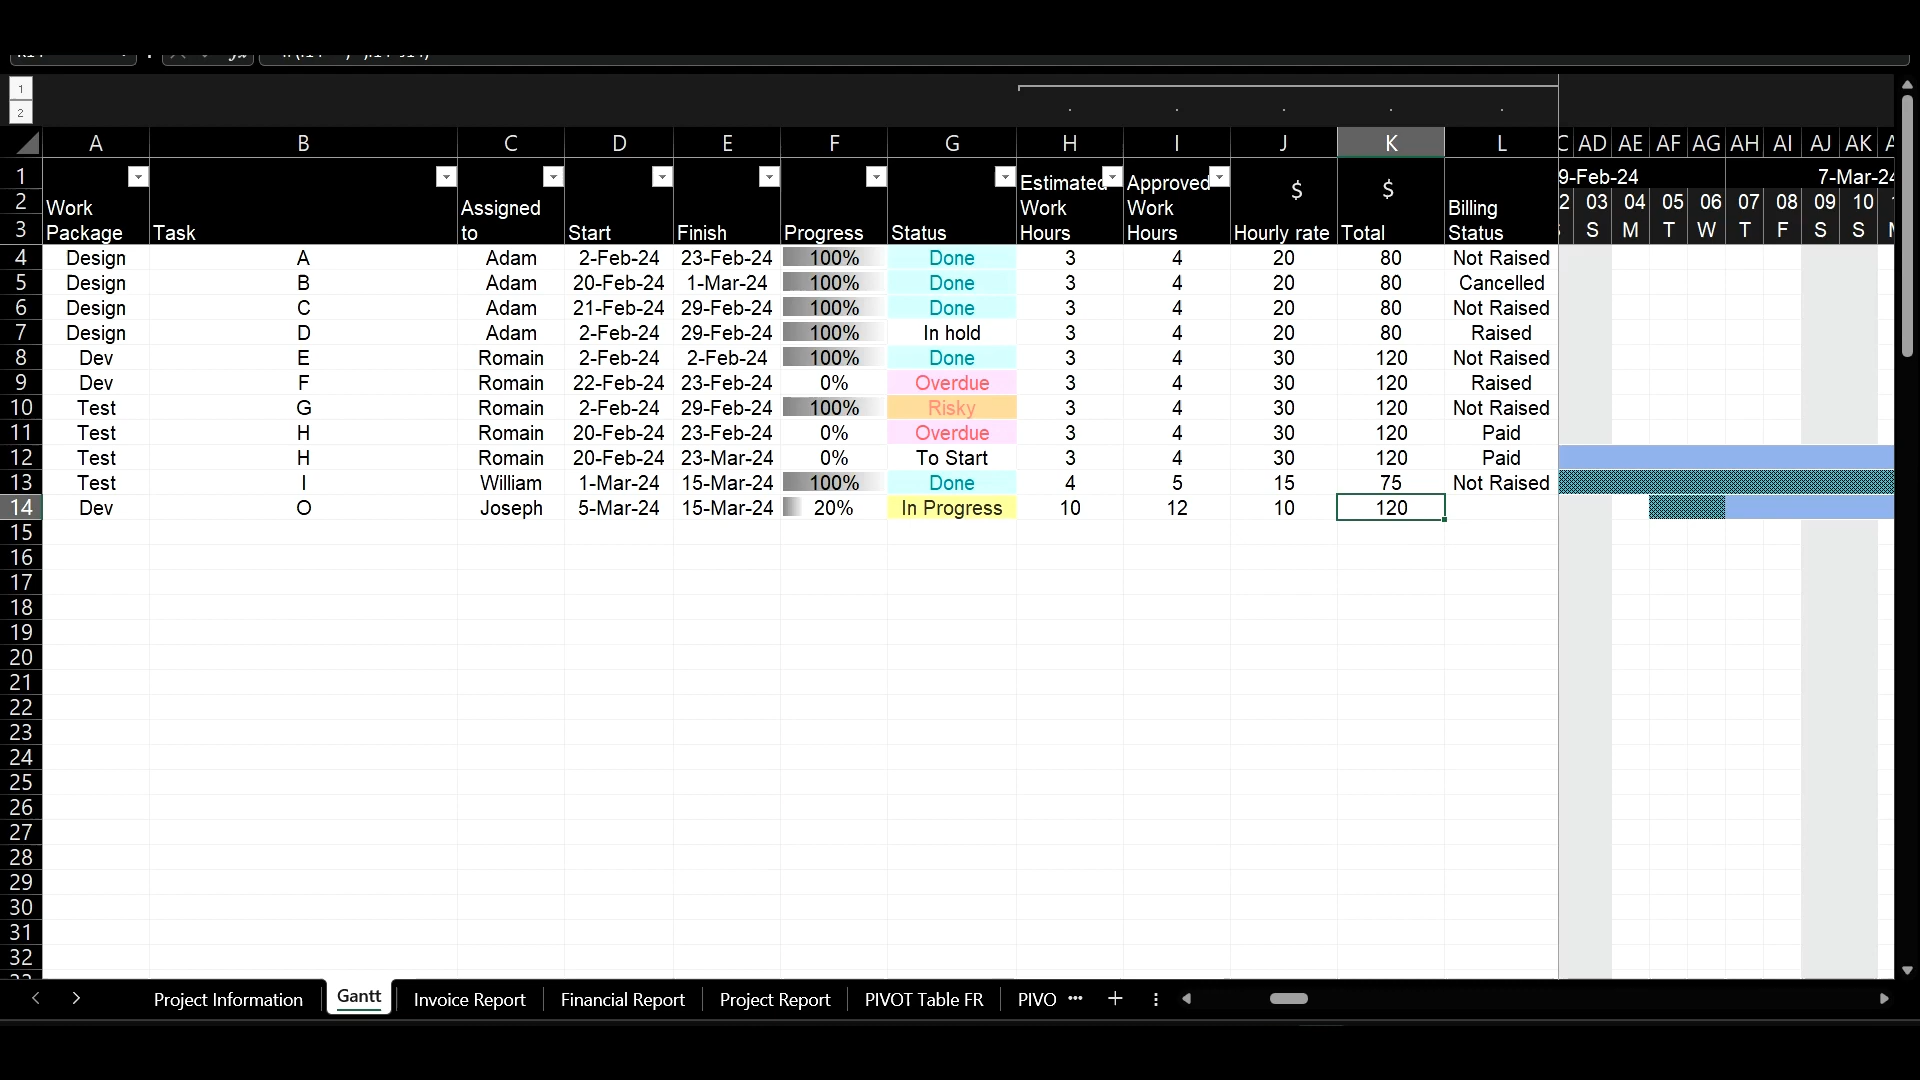 1
2
A B C D E F G H I J K L AD AE AF AG AH AI AJ AK
1 Estimated Approved $ $ 9-Feb-24 7-Mar-24
2 Work Assigned Work Work Billing 2 03 04 05 06 07 08 09 10
3 Package Task to Start Finish Progress Status Hours Hours Hourly rate Total Status S M T W T F S S
4 Design A Adam 2-Feb-24 23-Feb-24 100% Done 3 4 20 80 Not Raised
5 Design B Adam 20-Feb-24 1-Mar-24 100% Done 3 4 20 80 Cancelled
6 Design C Adam 21-Feb-24 29-Feb-24 100% Done 3 4 20 80 Not Raised
7 Design D Adam 2-Feb-24 29-Feb-24 100% In hold 3 4 20 80 Raised
8 Dev E Romain 2-Feb-24 2-Feb-24 100% Done 3 4 30 120 Not Raised
9 Dev F Romain 22-Feb-24 23-Feb-24 0% Overdue 3 4 30 120 Raised
10 Test G Romain 2-Feb-24 29-Feb-24 100% Risky 3 4 30 120 Not Raised
11 Test H Romain 20-Feb-24 23-Feb-24 0% Overdue 3 4 30 120 Paid
12 Test H Romain 20-Feb-24 23-Mar-24 0% To Start 3 4 30 120 Paid
13 Test I William 1-Mar-24 15-Mar-24 100% Done 4 5 15 75 Not Raised
14 Dev O Joseph 5-Mar-24 15-Mar-24 20% In Progress 10 12 10 120
15
16
17
18
19
20
21
22
23
24
25
26
27
28
29
30
31
32
Project Information Gantt Invoice Report Financial Report Project Report PIVOT Table FR PIVO ···